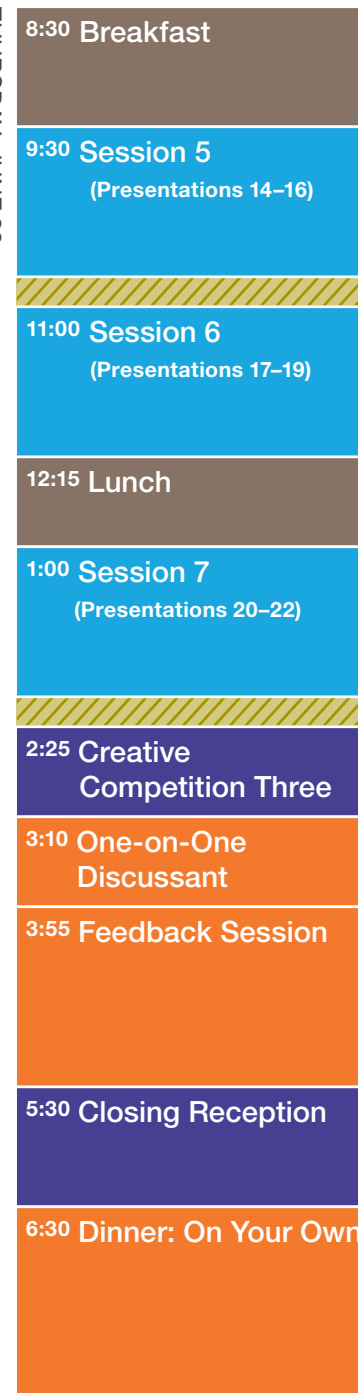 8:30 Breakfast
9:30 Session 5
(Presentations 14–16)
11:00 Session 6
(Presentations 17–19)
12:15 Lunch
1:00 Session 7
(Presentations 20–22)
2:25 Creative
Competition Three
3:10 One-on-One
Discussant
3:55 Feedback Session
5:30 Closing Reception
6:30 Dinner: On Your Own